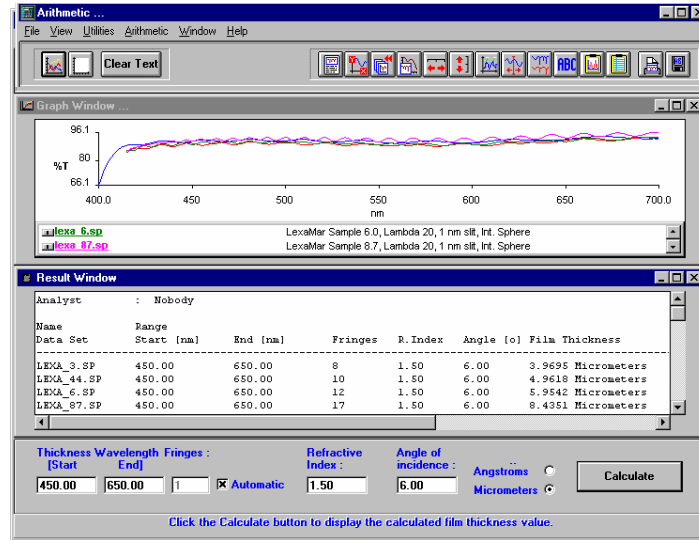 Arithmetic ...
File View Utilities Arithmetic Window Help
Clear Text
ABC
Graph Window ...
96.1
%T
80
66.1
400.0 450 500 550 600 650 700.0
nm
lexa_6.sp LexaMar Sample 6.0, Lambda 20, 1 nm slit, Int. Sphere
lexa_87.sp LexaMar Sample 8.7, Lambda 20, 1 nm slit, Int. Sphere
Result Window
Analyst : Nobody
Name Range
Data Set Start [nm] End [nm] Fringes R.Index Angle [o] Film Thickness
LEXA_3.SP 450.00 650.00 8 1.50 6.00 3.9695 Micrometers
LEXA_44.SP 450.00 650.00 10 1.50 6.00 4.9618 Micrometers
LEXA_6.SP 450.00 650.00 12 1.50 6.00 5.9542 Micrometers
LEXA_87.SP 450.00 650.00 17 1.50 6.00 8.4351 Micrometers
Thickness Wavelength Fringes : Refractive Angle of
[Start End] Index : incidence :
450.00 650.00 1 Automatic 1.50 6.00
Angstroms
Micrometers
Calculate
Click the Calculate button to display the calculated film thickness value.